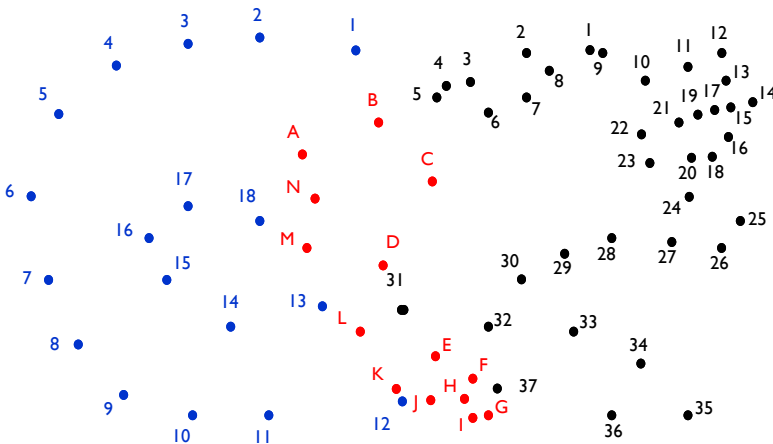 2 1 2 1 12
3 4 3 8 9 10 11
4 5 13
5 B 6 7 19 17 14
A 22 21 15
C 23 20 18 16
6 17 18 N 24
16 M D 25
7 15 31 30 29 28 27 26
14 13 L 32 33
8 E F 34
9 K H 37
10 11 12 J I G 36 35